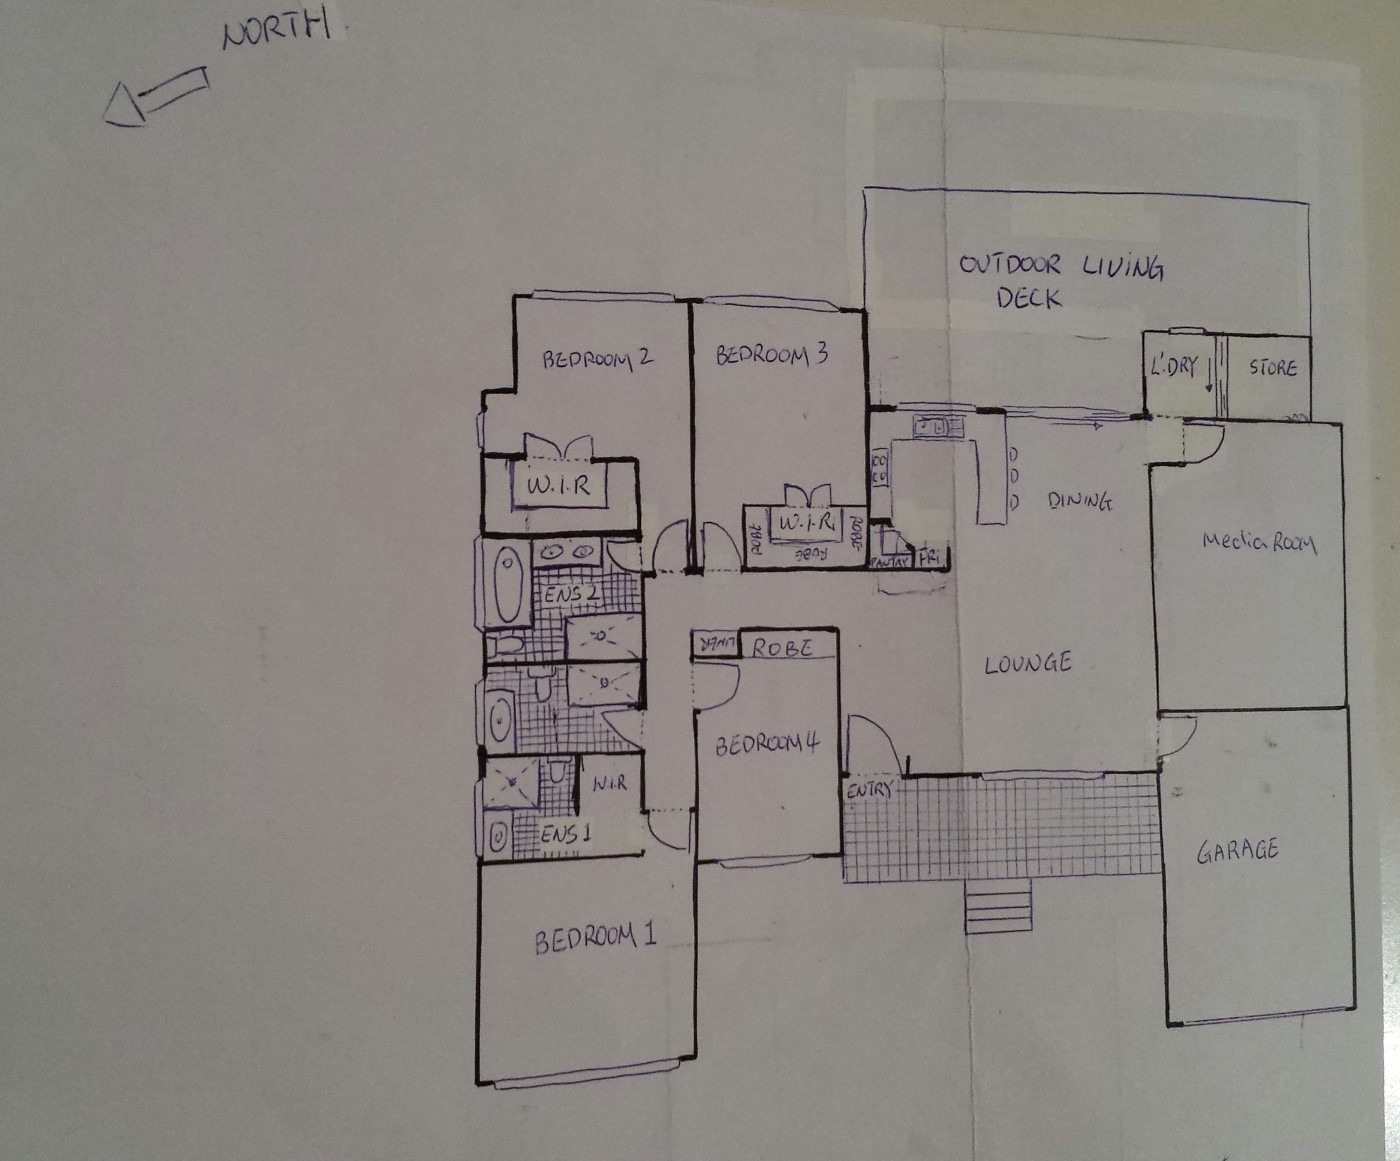 NORTH
OUTDOOR LIVING
DECK
BEDROOM 2
BEDROOM 3
L'DRY
STORE
W.I.R
W.I.R.
ROBE
ROBE
ROBE
DINING
MEDIA ROOM
PANTRY
FRI
ENS 2
LINEN
ROBE
LOUNGE
BEDROOM 4
W.I.R
ENTRY
ENS 1
GARAGE
BEDROOM 1